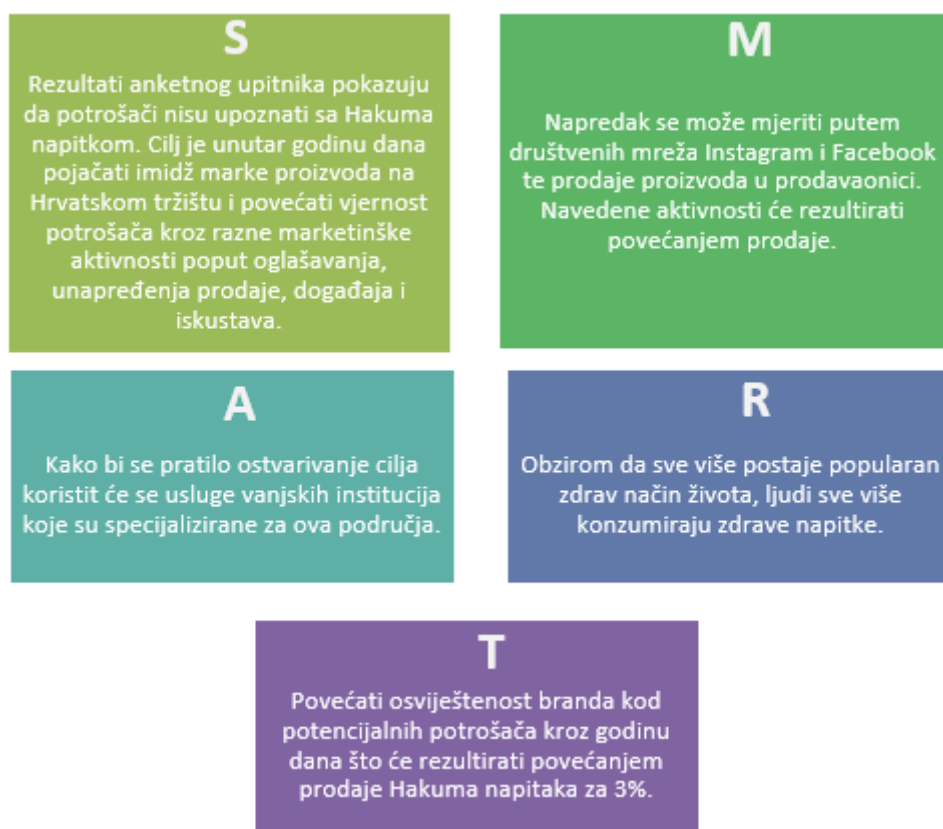 S
Rezultati anketnog upitnika pokazuju
da potrošači nisu upoznati sa Hakuma
napitkom. Cilj je unutar godinu dana
pojačati imidž marke proizvoda na
Hrvatskom tržištu i povećati vjernost
potrošača kroz razne marketinške
aktivnosti poput oglašavanja,
unapređenja prodaje, događaja i
iskustava.
M
Napredak se može mjeriti putem
društvenih mreža Instagram i Facebook
te prodaje proizvoda u prodavaonici.
Navedene aktivnosti će rezultirati
povećanjem prodaje.
A
Kako bi se pratilo ostvarivanje cilja
koristit će se usluge vanjskih institucija
koje su specijalizirane za ova područja.
R
Obzirom da sve više postaje popularan
zdrav način života, ljudi sve više
konzumiraju zdrave napitke.
T
Povećati osviještenost branda kod
potencijalnih potrošača kroz godinu
dana što će rezultirati povećanjem
prodaje Hakuma napitaka za 3%.